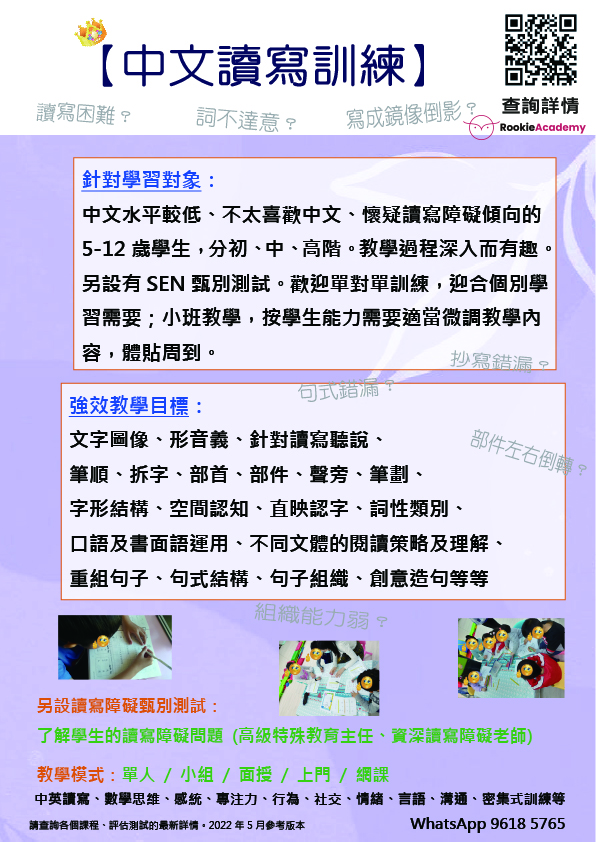 【中文讀寫訓練】
查詢詳情
RookieAcademy
讀寫困難？
詞不達意？
寫成鏡像倒影？
針對學習對象：
中文水平較低、不太喜歡中文、懷疑讀寫障礙傾向的
5-12 歲學生，分初、中、高階。教學過程深入而有趣。
另設有 SEN 甄別測試。歡迎單對單訓練，迎合個別學
習需要；小班教學，按學生能力需要適當微調教學內
容，體貼周到。
抄寫錯漏？
句式錯漏？
強效教學目標：
文字圖像、形音義、針對讀寫聽說、
筆順、拆字、部首、部件、聲旁、筆劃、
字形結構、空間認知、直映認字、詞性類別、
口語及書面語運用、不同文體的閱讀策略及理解、
重組句子、句式結構、句子組織、創意造句等等
部件左右倒轉？
組織能力弱？
另設讀寫障礙甄別測試：
了解學生的讀寫障礙問題 (高級特殊教育主任、資深讀寫障礙老師)
教學模式：單人 / 小組 / 面授 / 上門 / 網課
中英讀寫、數學思維、感統、專注力、行為、社交、情緒、言語、溝通、密集式訓練等
請查詢各個課程、評估測試的最新詳情。2022 年 5 月參考版本
WhatsApp 9618 5765